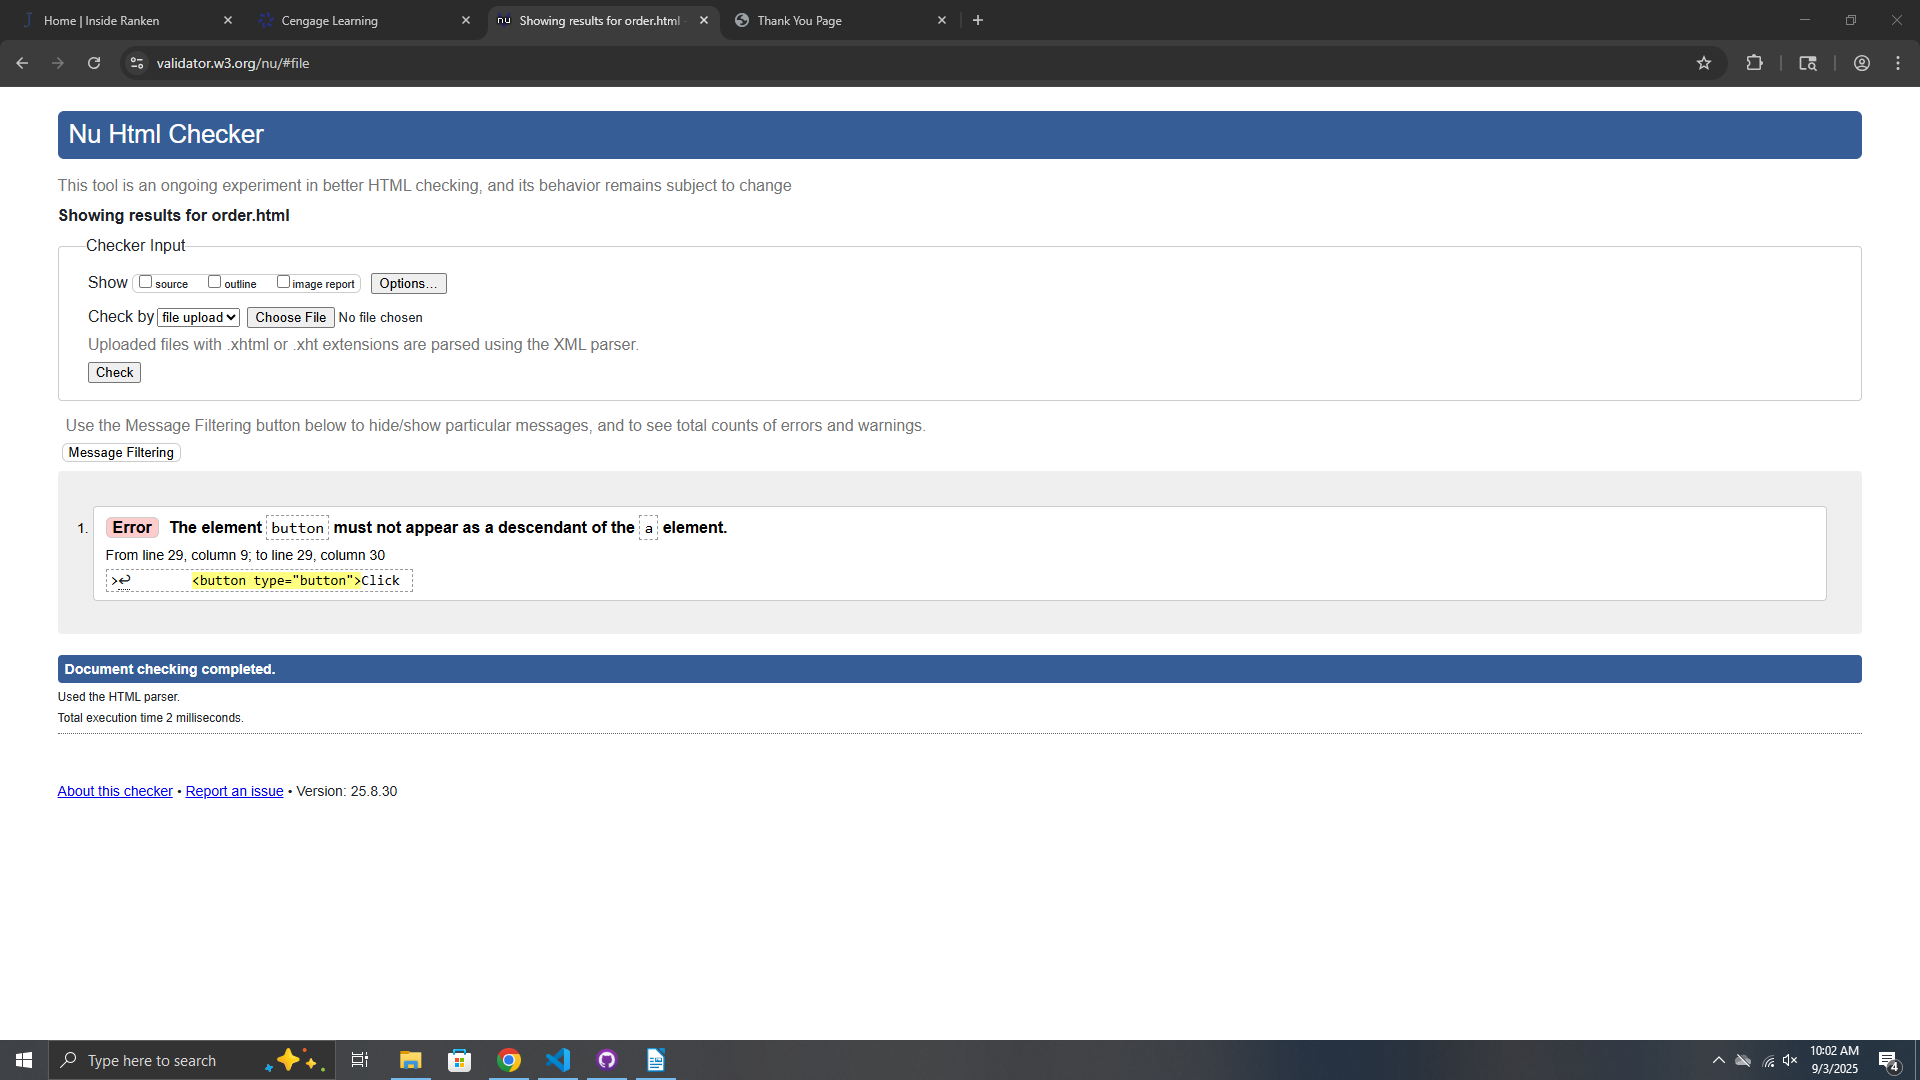 Home | Inside Ranken
Cengage Learning
nu Showing results for order.html
Thank You Page
validator.w3.org/nu/#file
Nu Html Checker
This tool is an ongoing experiment in better HTML checking, and its behavior remains subject to change
Showing results for order.html
Checker Input
Show source outline image report Options...
Check by file upload Choose File No file chosen
Uploaded files with .xhtml or .xht extensions are parsed using the XML parser.
Check
Use the Message Filtering button below to hide/show particular messages, and to see total counts of errors and warnings.
Message Filtering
1. Error The element button must not appear as a descendant of the a element.
From line 29, column 9; to line 29, column 30
>↩ <button type="button">Click
Document checking completed.
Used the HTML parser.
Total execution time 2 milliseconds.
About this checker • Report an issue • Version: 25.8.30
Type here to search
10:02 AM
9/3/2025
4